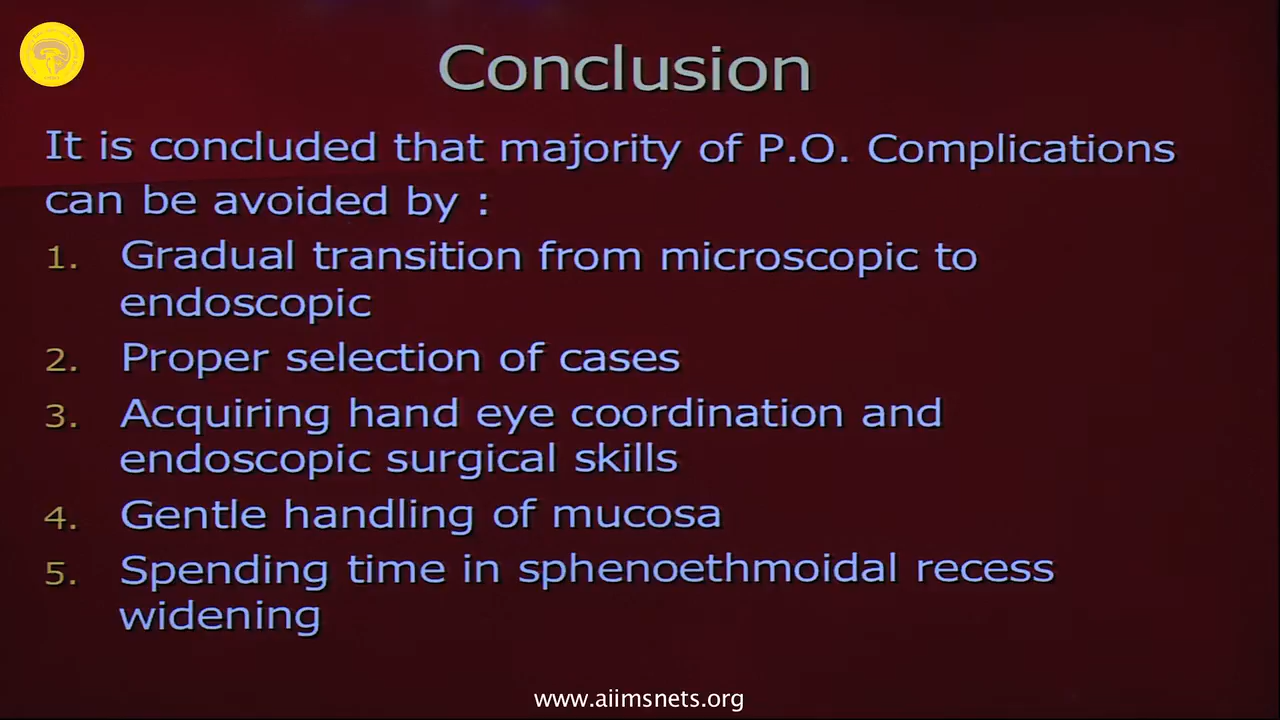 Conclusion
It is concluded that majority of P.O. Complications
can be avoided by :
1. Gradual transition from microscopic to
endoscopic
2. Proper selection of cases
3. Acquiring hand eye coordination and
endoscopic surgical skills
4. Gentle handling of mucosa
5. Spending time in sphenoethmoidal recess
widening
www.aiimsnets.org